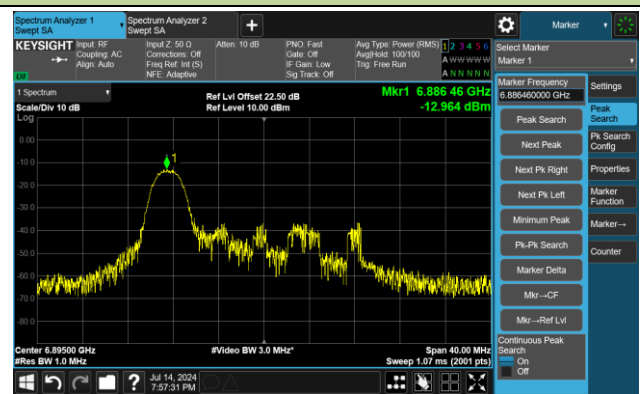 Spectrum Analyzer 1
Swept SA
Spectrum Analyzer 2
Swept SA
+
Marker
KEYSIGHT
Input: RF
Coupling: AC
Align: Auto
Input Z: 50 Ω
Corrections: Off
Freq Ref: Int (S)
NFE: Adaptive
Atten: 10 dB
PNO: Fast
Gate: Off
IF Gain: Low
Sig Track: Off
Avg Type: Power (RMS)
Avg|Hold: 100/100
Trig: Free Run
1 2 3 4 5 6
A W W W W W
A N N N N N
LV
Select Marker
Marker 1
1 Spectrum
Scale/Div 10 dB
Log
Ref Lvl Offset 22.50 dB
Ref Level 10.00 dBm
Mkr1 6.886 46 GHz
-12.964 dBm
0.00
-10.0
-20.0
-30.0
-40.0
-50.0
-60.0
-70.0
-80.0
1
Center 6.89500 GHz
#Res BW 1.0 MHz
#Video BW 3.0 MHz*
Span 40.00 MHz
Sweep 1.07 ms (2001 pts)
Marker Frequency
6.886460000 GHz
Peak Search
Next Peak
Next Pk Right
Next Pk Left
Minimum Peak
Pk-Pk Search
Marker Delta
Mkr→CF
Mkr→Ref Lvl
Continuous Peak
Search
On
Off
Settings
Peak
Search
Pk Search
Config
Properties
Marker
Function
Marker→
Counter
?
Jul 14, 2024
7:57:31 PM